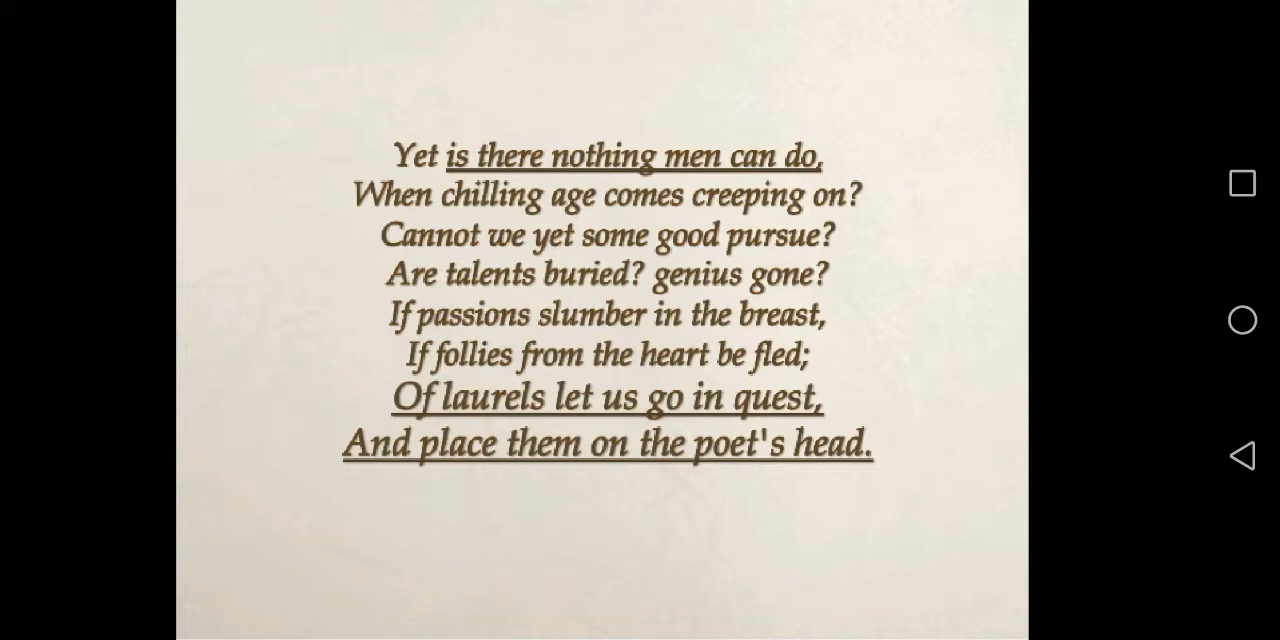 Yet is there nothing men can do,
When chilling age comes creeping on?
Cannot we yet some good pursue?
Are talents buried? genius gone?
If passions slumber in the breast,
If follies from the heart be fled;
Of laurels let us go in quest,
And place them on the poet's head.